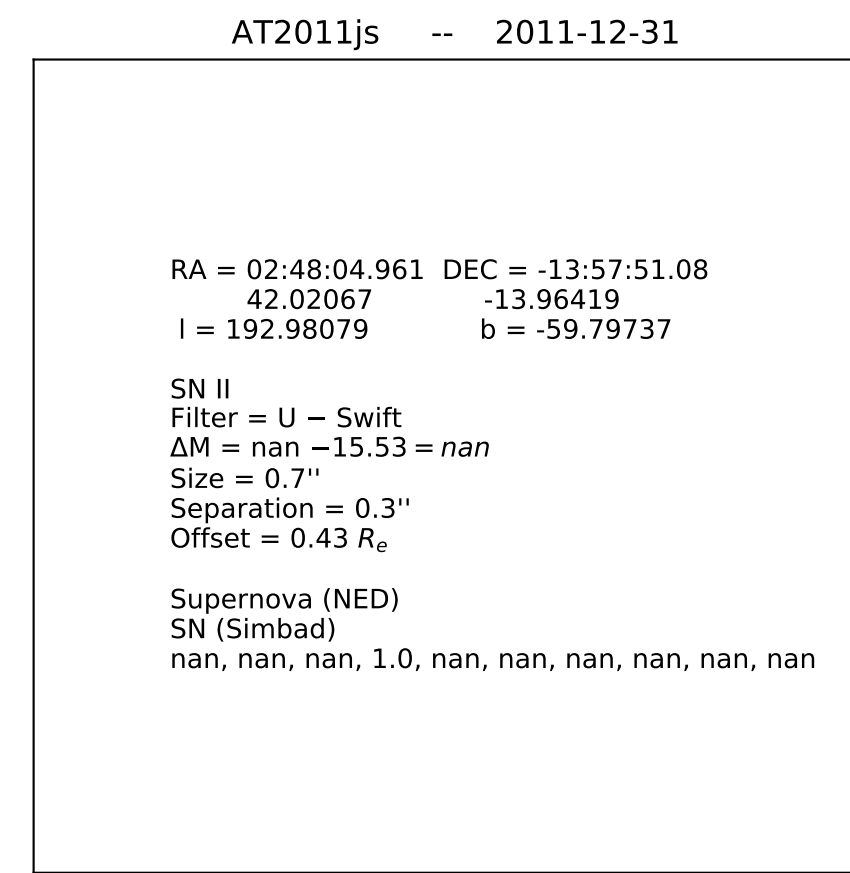 AT2011js -- 2011-12-31
RA = 02:48:04.961 DEC = -13:57:51.08
42.02067 -13.96419
l = 192.98079 b = -59.79737
SN II
Filter = U − Swift
ΔM = nan −15.53 = nan
Size = 0.7''
Separation = 0.3''
Offset = 0.43 Rₑ
Supernova (NED)
SN (Simbad)
nan, nan, nan, 1.0, nan, nan, nan, nan, nan, nan